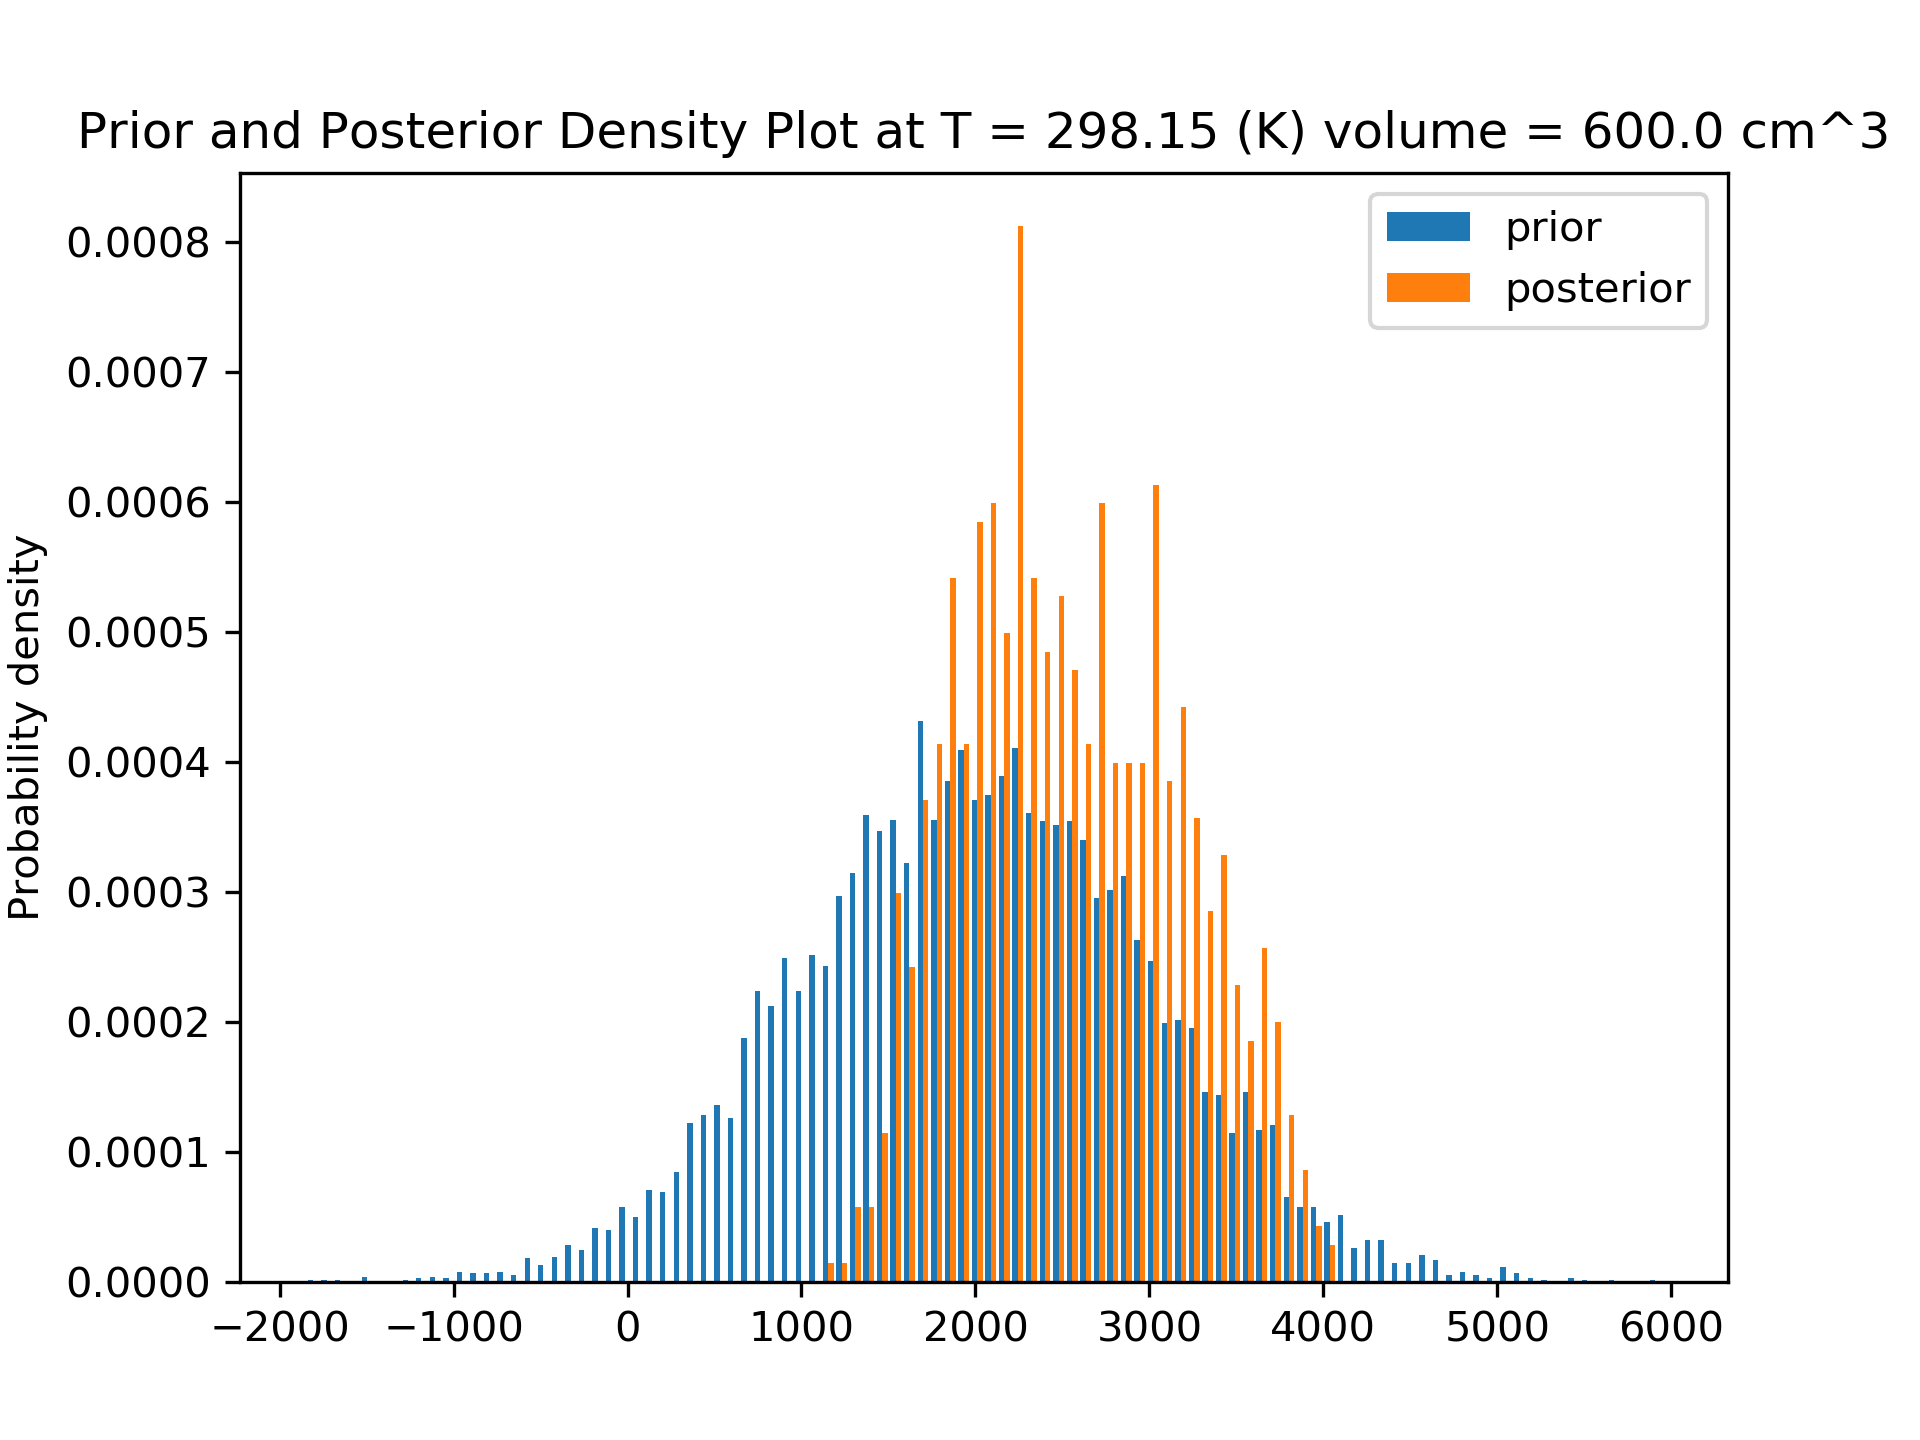 Prior and Posterior Density Plot at T = 298.15 (K) volume = 600.0 cm^3
prior
posterior
Probability density
0.0008
0.0007
0.0006
0.0005
0.0004
0.0003
0.0002
0.0001
0.0000
−2000 −1000 0 1000 2000 3000 4000 5000 6000